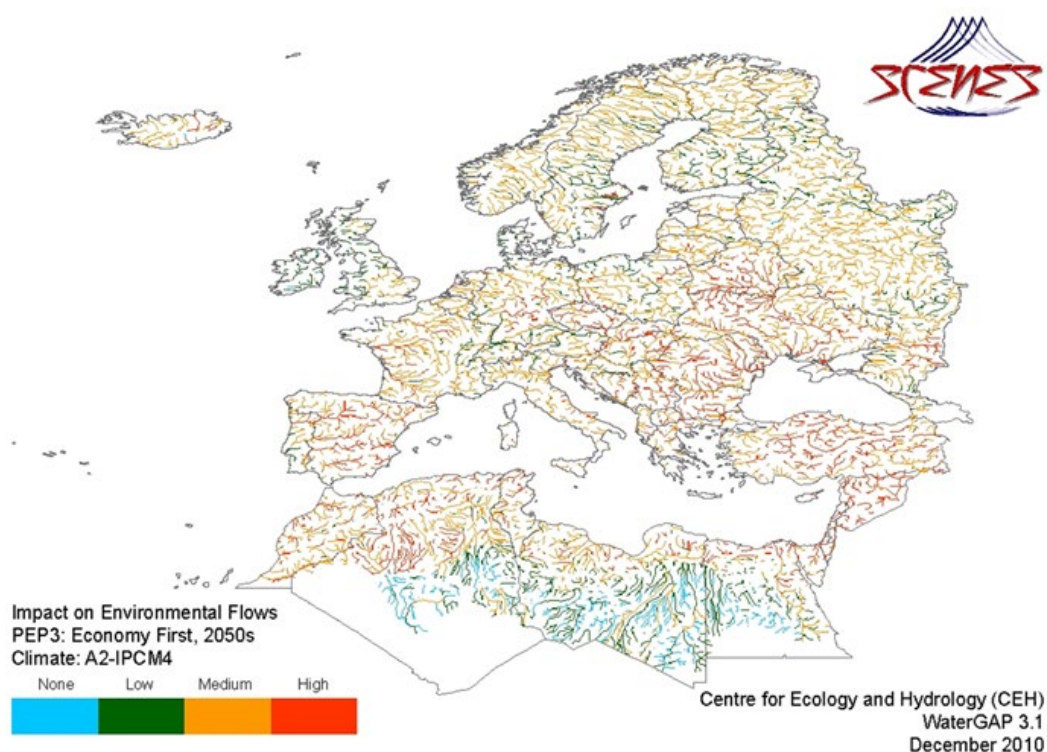 SCENES
Impact on Environmental Flows
PEP3: Economy First, 2050s
Climate: A2-IPCM4
None Low Medium High
Centre for Ecology and Hydrology (CEH)
WaterGAP 3.1
December 2010